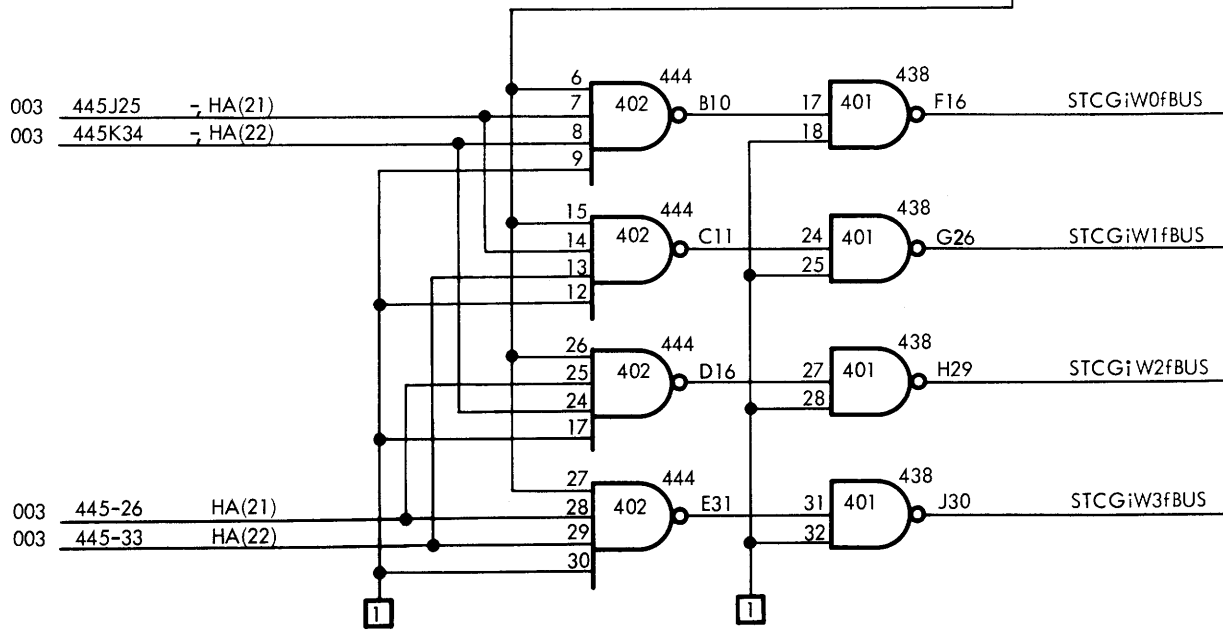 6 444 438
003 445J25 -, HA(21) 7 402 B10 17 401 F16 STCGiW0fBUS
003 445K34 -, HA(22) 8 18
9
15 444 438
14 402 C11 24 401 G26 STCGiW1fBUS
13 25
12
26 444 438
25 402 D16 27 401 H29 STCGiW2fBUS
24 28
17
27 444 438
003 445-26 HA(21) 28 402 E31 31 401 J30 STCGiW3fBUS
003 445-33 HA(22) 29 32
30
1 1